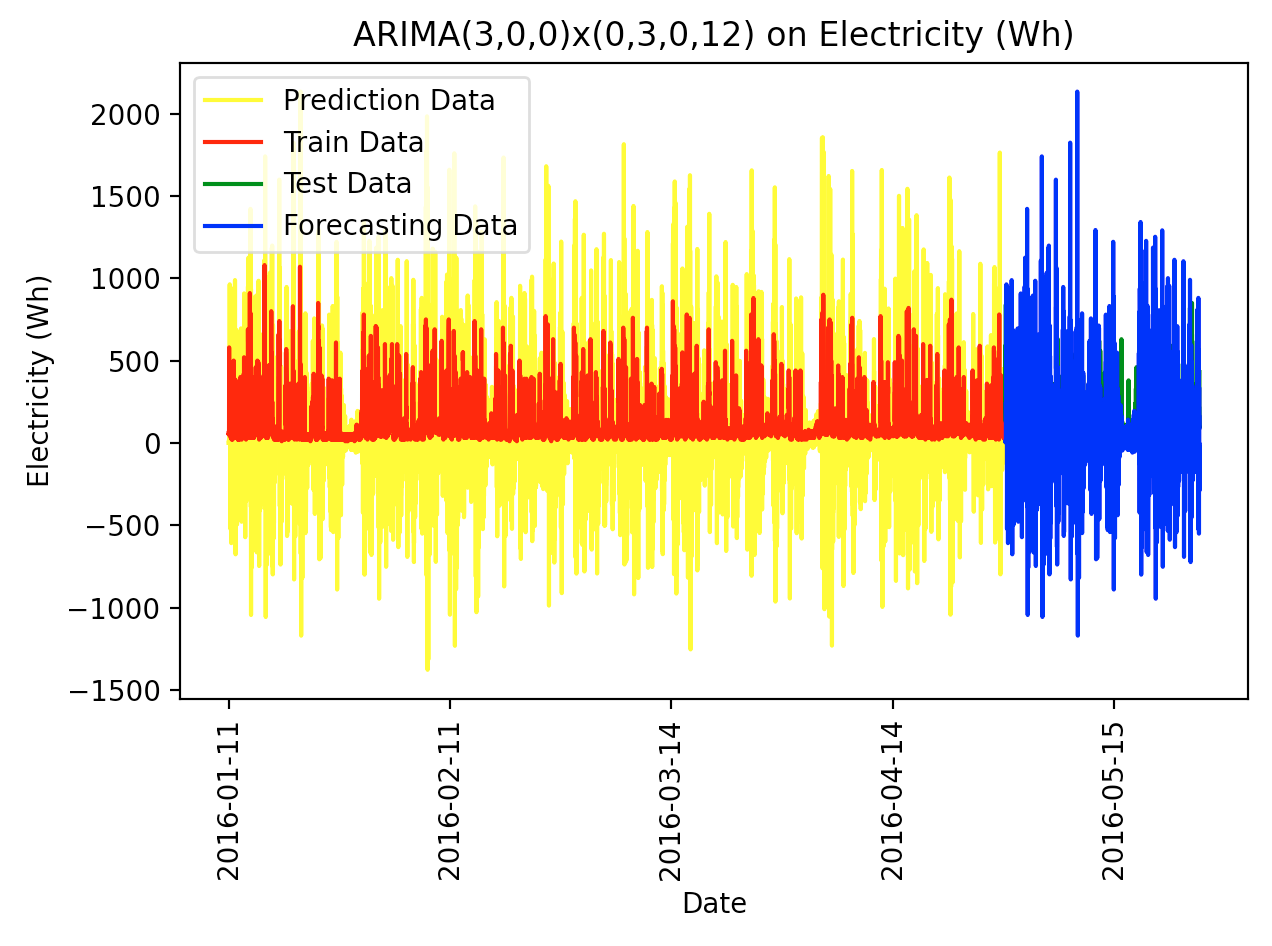 ARIMA(3,0,0)x(0,3,0,12) on Electricity (Wh)
Prediction Data
Train Data
Test Data
Forecasting Data
Electricity (Wh)
2000
1500
1000
500
0
−500
−1000
−1500
2016-01-11
2016-02-11
2016-03-14
2016-04-14
2016-05-15
Date